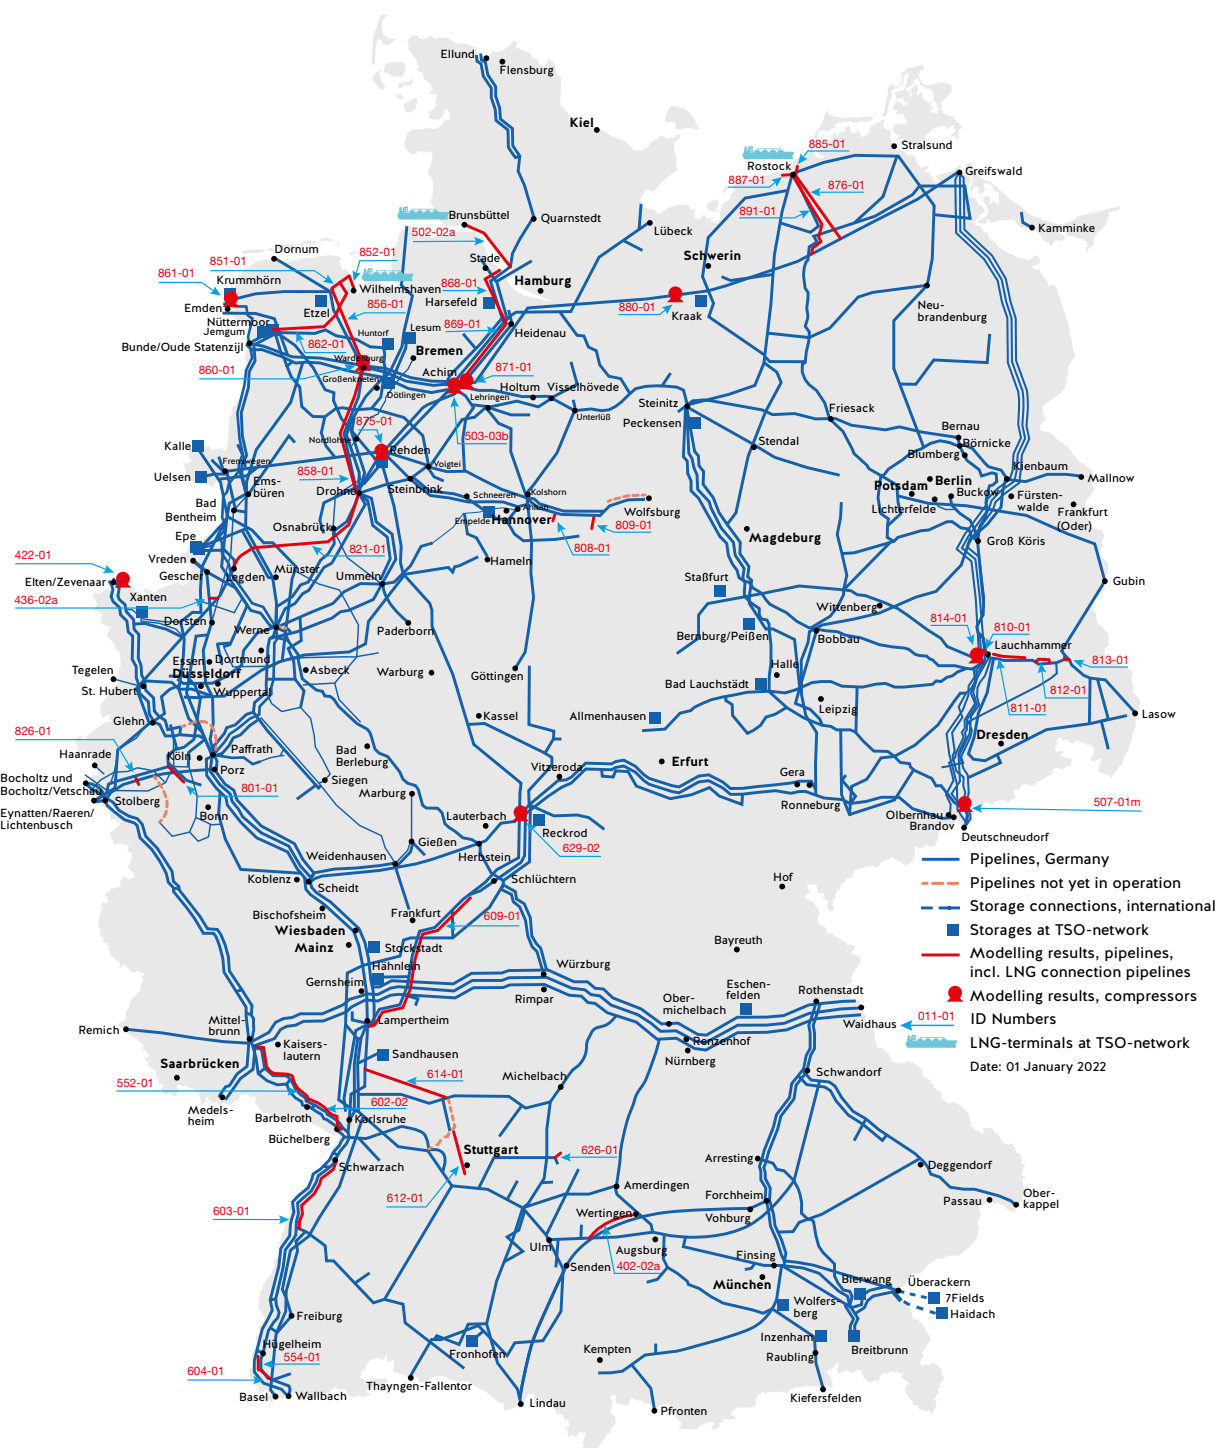 Ellund
Flensburg
Kiel
885-01
Stralsund
Rostock
887-01
876-01
Greifswald
891-01
Brunsbüttel
Quarnstedt
502-02a
Lübeck
Kamminke
Dornum
852-01
Stade
Schwerin
851-01
861-01
Krummhörn
Wilhelmshaven
868-01
Hamburg
Emden
Etzel
856-01
Harsefeld
880-01
Kraak
Neu-
brandenburg
Nüttermoor
Jemgum
Huntorf
Lesum
869-01
Heidenau
Bunde/Oude Statenzijl
862-01
Wardenburg
Bremen
860-01
Großenkneten
Achim
871-01
Dötlingen
Holtum
Visselhövede
Lehringen
Steinitz
Friesack
Unterlüß
Peckensen
875-01
503-03b
Bernau
Stendal
Börnicke
Kalle
Nordlohne
Rehden
Blumberg
Frenswegen
Voigtei
Kienbaum
Uelsen
858-01
Mallnow
Ems-
büren
Drohne
Steinbrink
Potsdam
Berlin
Schneeren
Kolshorn
Buckow
Fürsten-
walde
Bad
Bentheim
Ahlten
Wolfsburg
Lichterfelde
Frankfurt
(Oder)
Empelde
Hannover
809-01
Osnabrück
Epe
808-01
Magdeburg
Groß Köris
821-01
422-01
Vreden
Hameln
Gescher
Legden
Münster
Ummeln
Elten/Zevenaar
Staßfurt
Gubin
436-02a
Xanten
Wittenberg
Dorsten
814-01
810-01
Werne
Paderborn
Bernburg/Peißen
Bobbau
Lauchhammer
Essen
Dortmund
813-01
Tegelen
Düsseldorf
Asbeck
Warburg
Göttingen
Halle
St. Hubert
Wuppertal
Bad Lauchstädt
812-01
811-01
Leipzig
Glehn
Kassel
Allmenhausen
Lasow
826-01
Dresden
Haanrade
Köln
Paffrath
Bad
Berleburg
Porz
Vitzeroda
Erfurt
Gera
Bocholtz und
Bocholtz/Vetschau
Siegen
801-01
Marburg
Ronneburg
507-01m
Stolberg
Eynatten/Raeren/
Lichtenbusch
Bonn
Lauterbach
Olbernhau
Brandov
Reckrod
Deutschneudorf
Gießen
629-02
Weidenhausen
Herbstein
Pipelines, Germany
Koblenz
Scheidt
Schlüchtern
Hof
Pipelines not yet in operation
Storage connections, international
Bischofsheim
Frankfurt
609-01
Wiesbaden
Storages at TSO-network
Mainz
Stockstadt
Bayreuth
Modelling results, pipelines,
incl. LNG connection pipelines
Hähnlein
Würzburg
Gernsheim
Eschen-
felden
Rothenstadt
Modelling results, compressors
Rimpar
Ober-
michelbach
011-01
ID Numbers
Mittel-
brunn
Lampertheim
Waidhaus
Remich
Renzenhof
LNG-terminals at TSO-network
Kaisers-
lautern
Sandhausen
Nürnberg
Saarbrücken
Date: 01 January 2022
614-01
Michelbach
Schwandorf
552-01
602-02
Medels-
heim
Barbelroth
Karlsruhe
Büchelberg
Stuttgart
626-01
Arresting
Schwarzach
Deggendorf
612-01
Amerdingen
Forchheim
Passau
Ober-
kappel
603-01
Wertingen
Vohburg
Ulm
Augsburg
Finsing
Senden
402-02a
München
Bierwang
Überackern
7Fields
Wolfers-
berg
Haidach
Freiburg
Inzenham
Breitbrunn
Hügelheim
554-01
Fronhofen
Kempten
Raubling
604-01
Thayngen-Fallentor
Basel
Wallbach
Kiefersfelden
Lindau
Pfronten